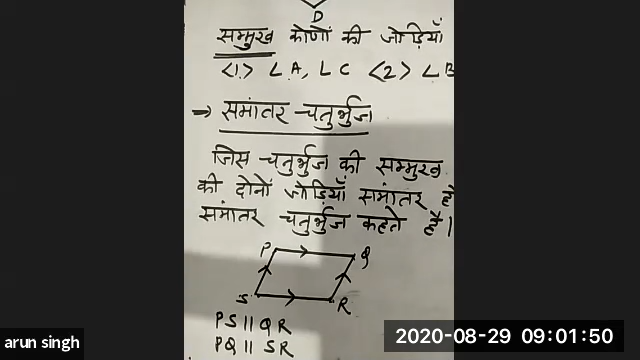 D
सम्मुख कोणों की जोड़ियाँ
<1> ∠A, ∠C <2> ∠B
⇒ समांतर चतुर्भुज
जिस चतुर्भुज की सम्मुख
की दोनों जोड़ियाँ समांतर हो
समांतर चतुर्भुज कहते है।
P Q
S R
PS || QR
PQ || SR
arun singh
2020-08-29 09:01:50